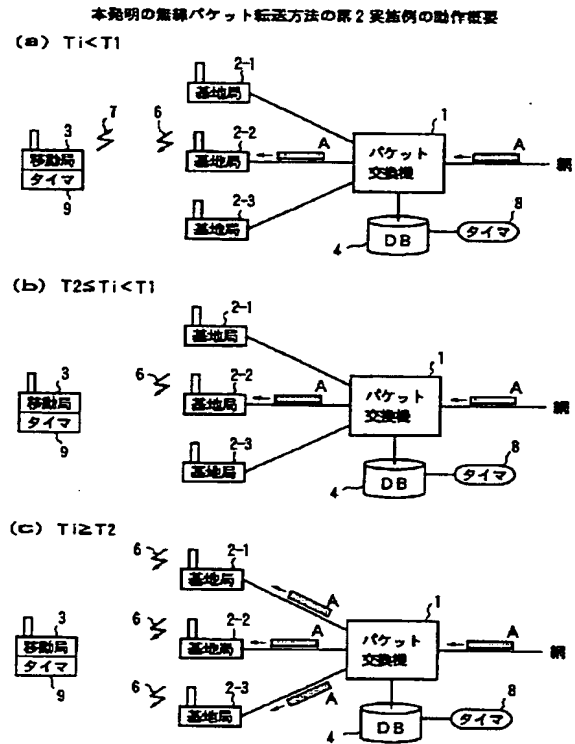 本発明の無線パケット転送方法の第2実施例の動作概要
(a) Ti<T1
2-1
基地局
7
6
3
移動局
タイマ
9
2-2
基地局
A
1
パケット
交換機
A
網
2-3
基地局
4
DB
8
タイマ
(b) T2≤Ti<T1
2-1
基地局
6
3
移動局
タイマ
9
2-2
基地局
A
1
パケット
交換機
A
網
2-3
基地局
4
DB
8
タイマ
(c) Ti≥T2
6
2-1
基地局
A
3
移動局
タイマ
9
6
2-2
基地局
A
1
パケット
交換機
A
網
6
2-3
基地局
A
4
DB
8
タイマ